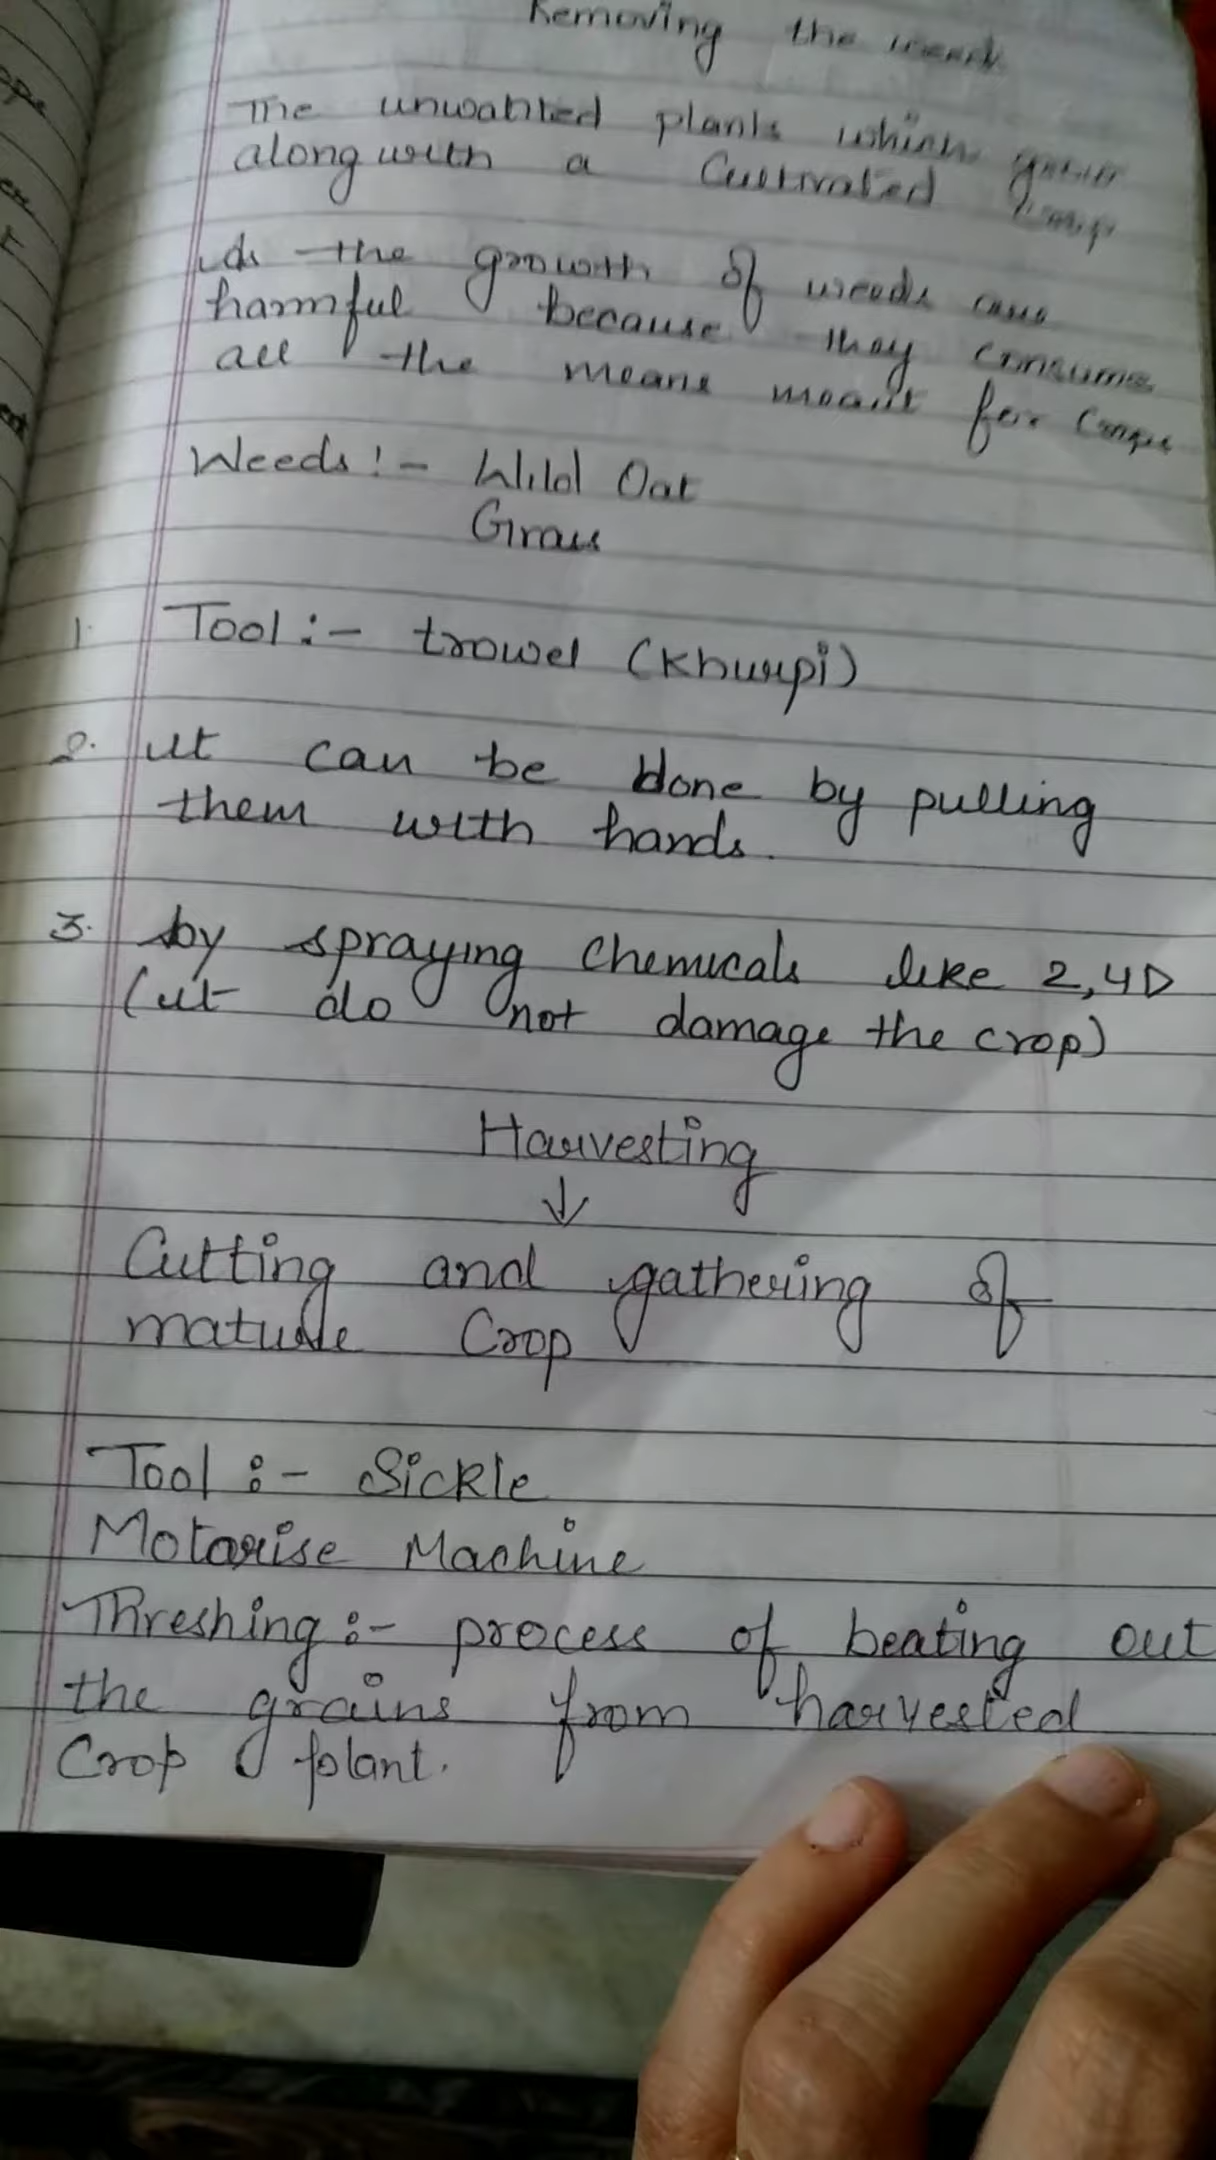 Removing the weeds
The unwanted plants which grow
along with a Cultivated Crop
ds the growth of weeds are
harmful because they consume
all the means meant for Crops
Weeds :- Wild Oat
Grass
1. Tool :- trowel (Khurpi)
2. it can be done by pulling
them with hands.
3. by spraying Chemicals like 2,4D
(it do not damage the crop)
Harvesting
↓
Cutting and gathering of
mature Crop
Tool :- Sickle
Motarise Machine
Threshing :- process of beating out
the grains from harvested
Crop plant.